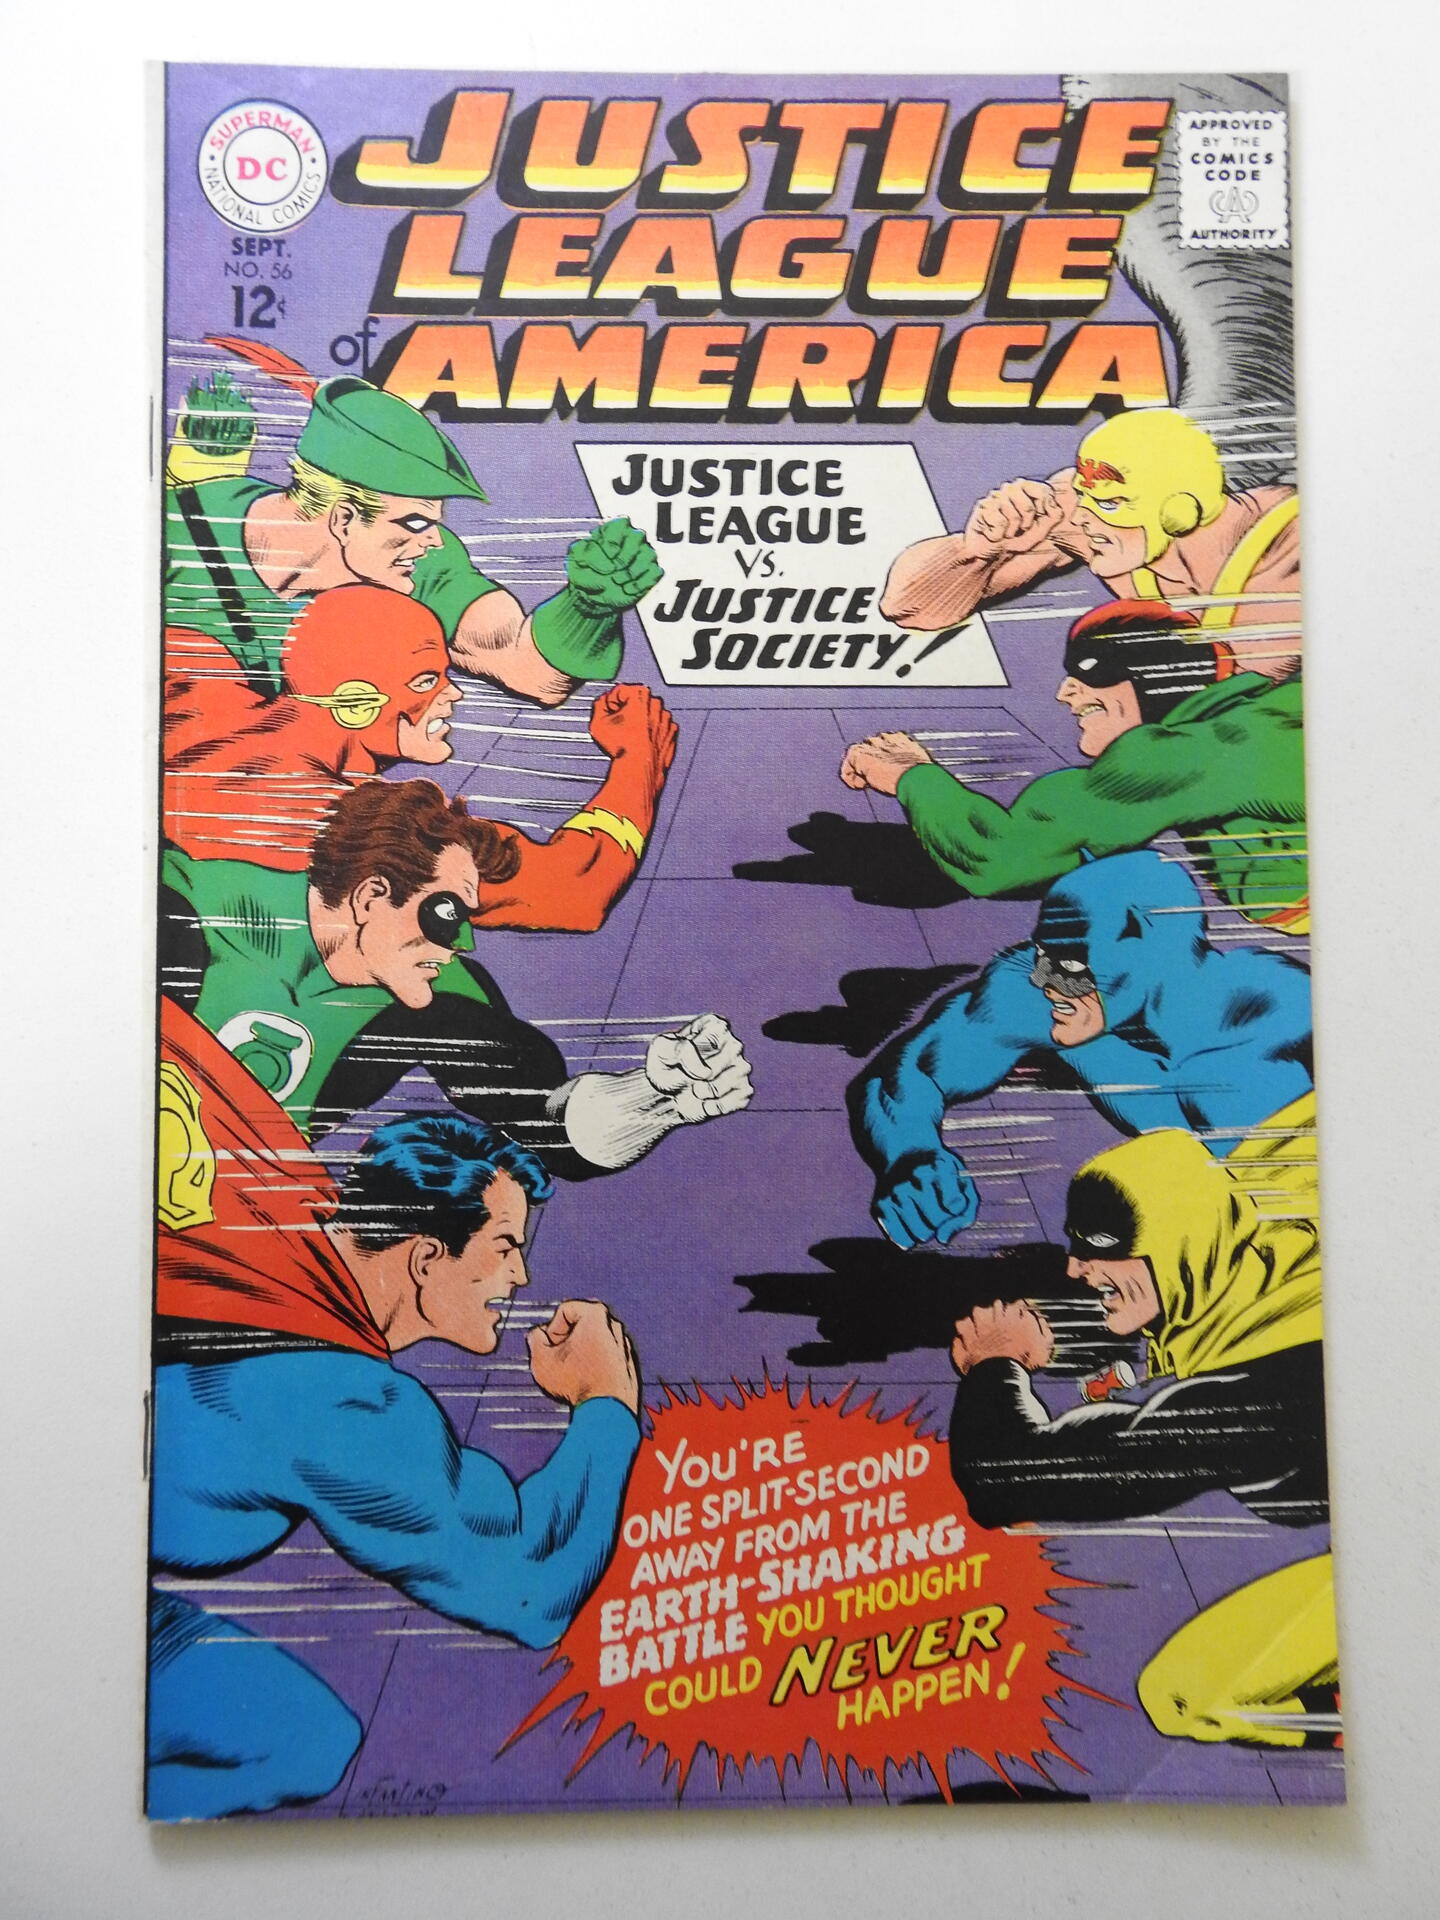 SUPERMAN
DC
NATIONAL COMICS
SEPT.
NO. 56
12¢
JUSTICE
LEAGUE
of AMERICA
APPROVED
BY THE
COMICS
CODE
CA
AUTHORITY
JUSTICE
LEAGUE
VS.
JUSTICE
SOCIETY!
YOU'RE
ONE SPLIT-SECOND
AWAY FROM THE
EARTH-SHAKING
BATTLE YOU THOUGHT
COULD NEVER
HAPPEN!